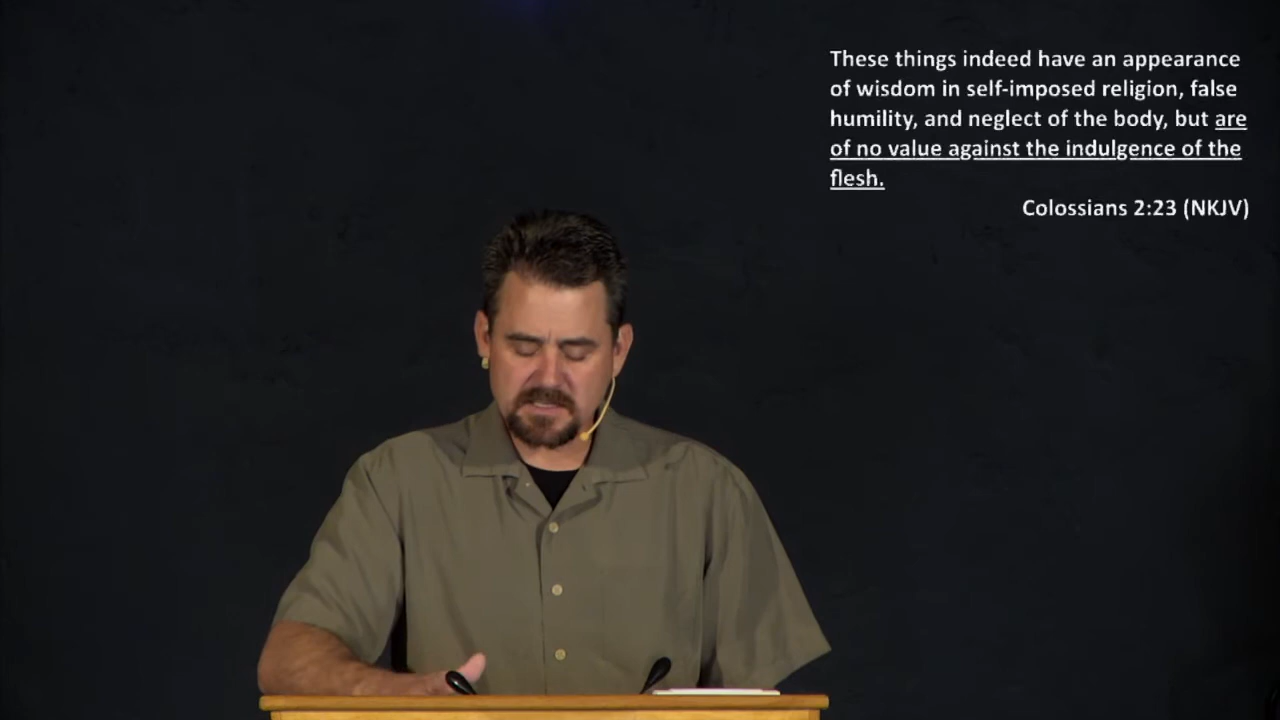 These things indeed have an appearance
of wisdom in self-imposed religion, false
humility, and neglect of the body, but are
of no value against the indulgence of the
flesh.
Colossians 2:23 (NKJV)